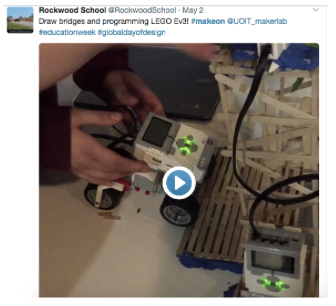 Rockwood School @RockwoodSchool · May 2
Draw bridges and programming LEGO Ev3! #makeon @UOIT_makerlab
#educationweek #globaldayofdesign